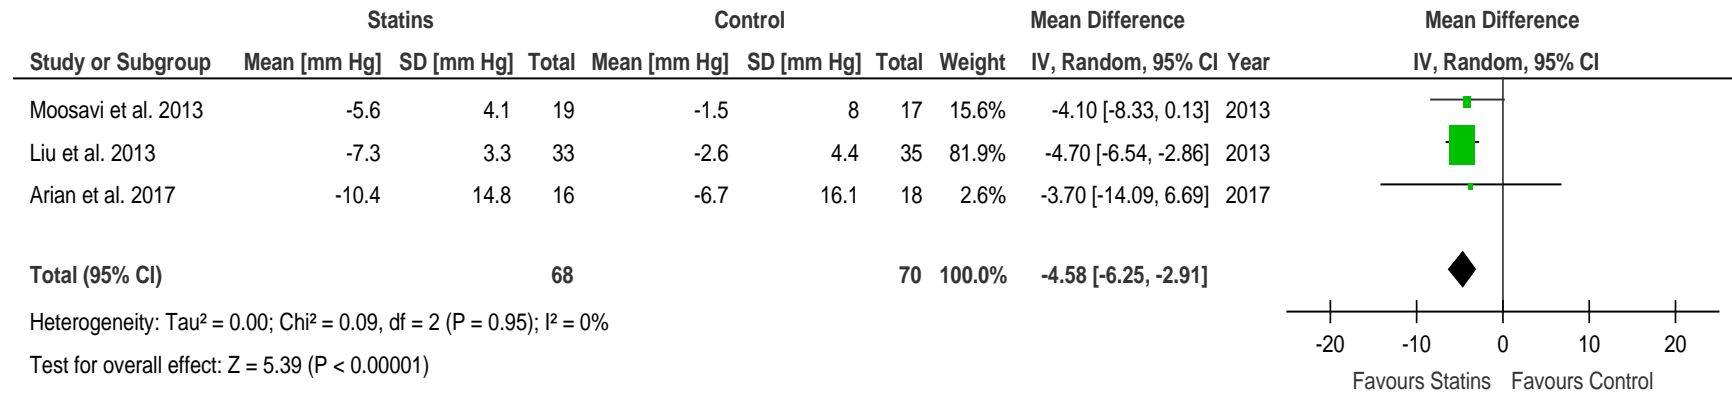 Statins Control Mean Difference Mean Difference
Study or Subgroup Mean [mm Hg] SD [mm Hg] Total Mean [mm Hg] SD [mm Hg] Total Weight IV, Random, 95% CI Year IV, Random, 95% CI
Moosavi et al. 2013 -5.6 4.1 19 -1.5 8 17 15.6% -4.10 [-8.33, 0.13] 2013
Liu et al. 2013 -7.3 3.3 33 -2.6 4.4 35 81.9% -4.70 [-6.54, -2.86] 2013
Arian et al. 2017 -10.4 14.8 16 -6.7 16.1 18 2.6% -3.70 [-14.09, 6.69] 2017
Total (95% CI) 68 70 100.0% -4.58 [-6.25, -2.91]
Heterogeneity: Tau² = 0.00; Chi² = 0.09, df = 2 (P = 0.95); I² = 0%
Test for overall effect: Z = 5.39 (P < 0.00001)
-20 -10 0 10 20
Favours Statins Favours Control